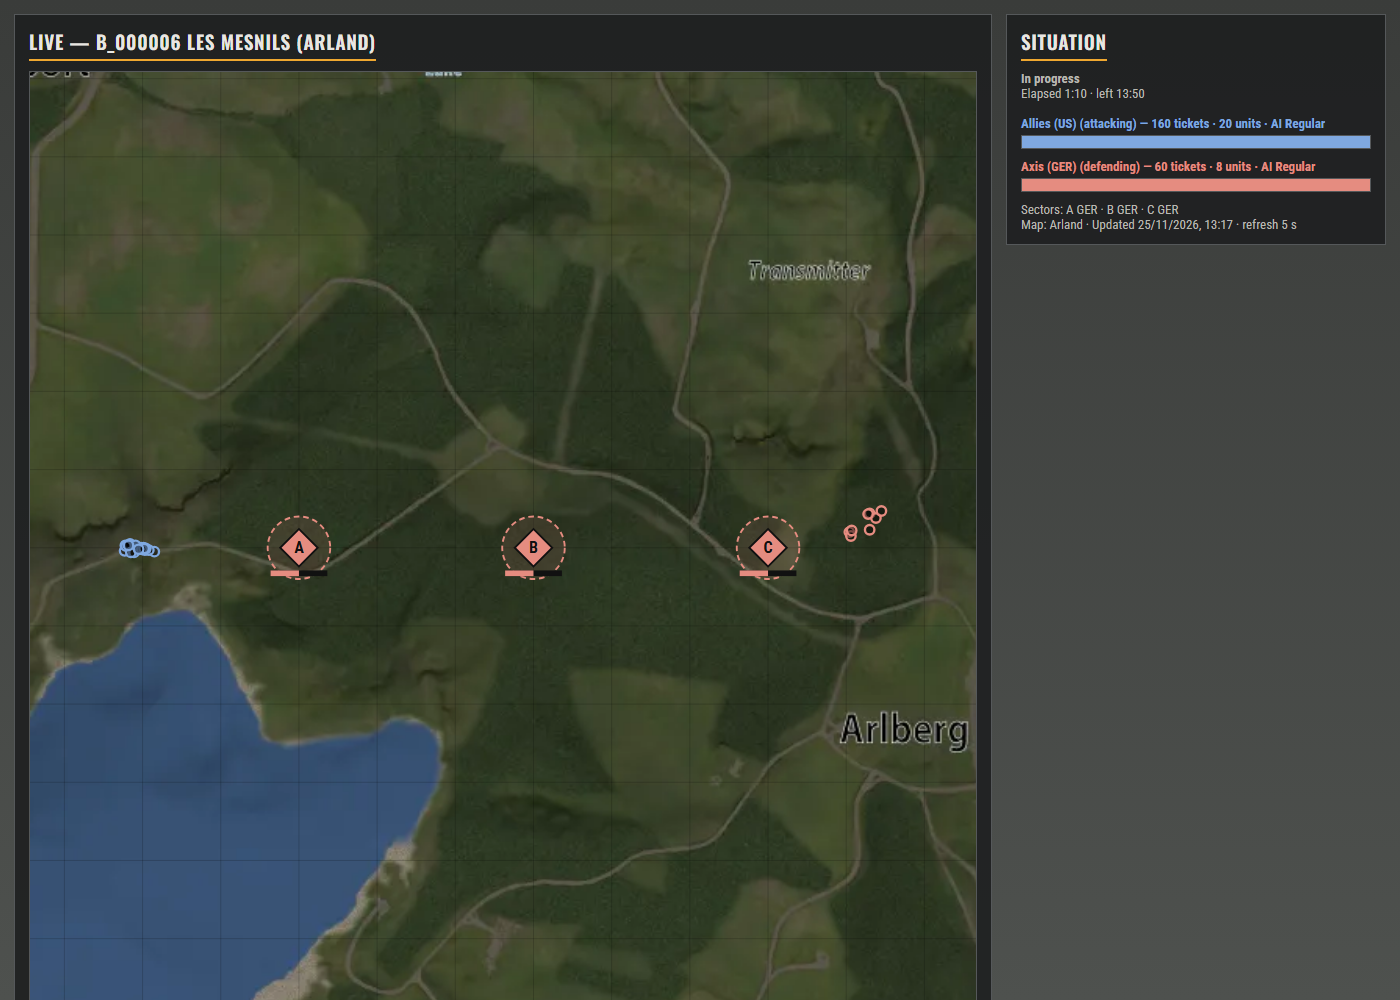 LIVE — B_000006 LES MESNILS (ARLAND)
SITUATION
In progress
Elapsed 1:10 · left 13:50
Allies (US) (attacking) — 160 tickets · 20 units · AI Regular
Axis (GER) (defending) — 60 tickets · 8 units · AI Regular
Sectors: A GER · B GER · C GER
Map: Arland · Updated 25/11/2026, 13:17 · refresh 5 s
Transmitter
A
B
C
Arlberg